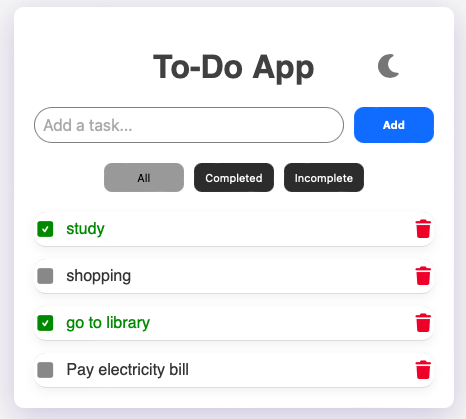 To-Do App
Add a task...
Add
All
Completed
Incomplete
study
shopping
go to library
Pay electricity bill